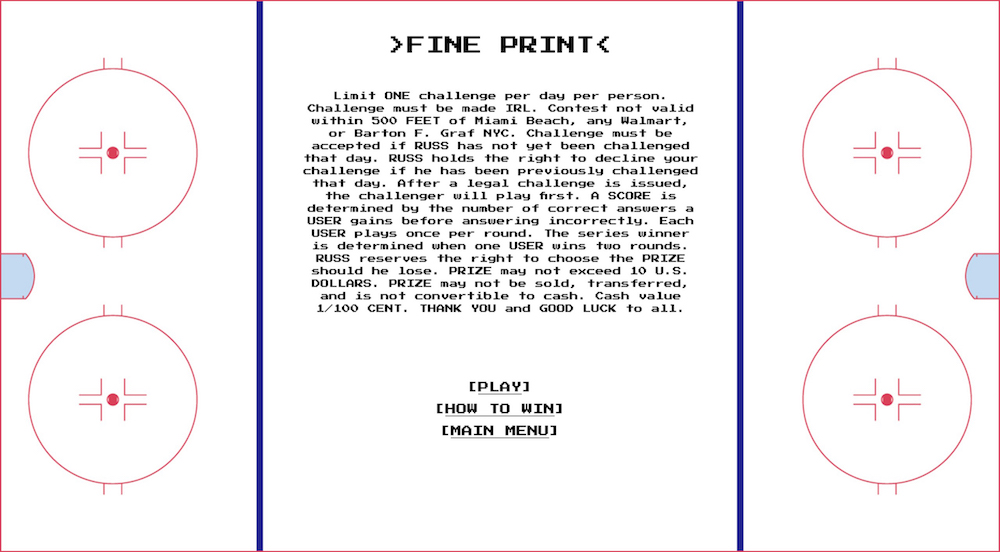 >FINE PRINT<
Limit ONE challenge per day per person.
Challenge must be made IRL. Contest not valid
within 500 FEET of Miami Beach, any Walmart,
or Barton F. Graf NYC. Challenge must be
accepted if RUSS has not yet been challenged
that day. RUSS holds the right to decline your
challenge if he has been previously challenged
that day. After a legal challenge is issued,
the challenger will play first. A SCORE is
determined by the number of correct answers a
USER gains before answering incorrectly. Each
USER plays once per round. The series winner
is determined when one USER wins two rounds.
RUSS reserves the right to choose the PRIZE
should he lose. PRIZE may not exceed 10 U.S.
DOLLARS. PRIZE may not be sold, transferred,
and is not convertible to cash. Cash value
1/100 CENT. THANK YOU and GOOD LUCK to all.
[PLAY]
[HOW TO WIN]
[MAIN MENU]